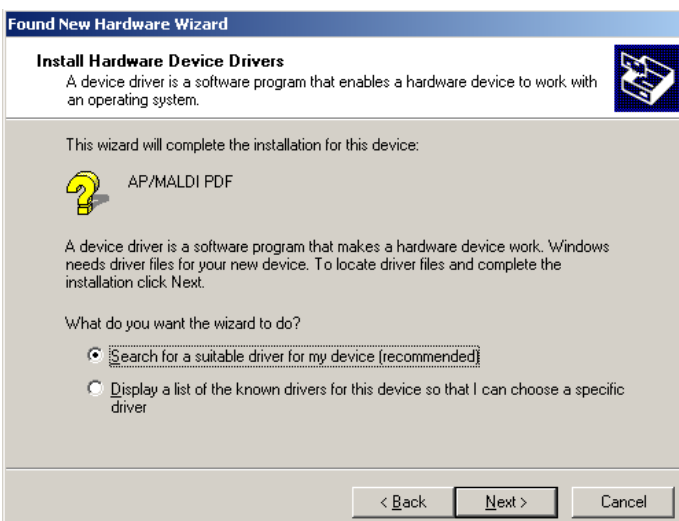 Found New Hardware Wizard
Install Hardware Device Drivers
A device driver is a software program that enables a hardware device to work with
an operating system.
This wizard will complete the installation for this device:
AP/MALDI PDF
A device driver is a software program that makes a hardware device work. Windows
needs driver files for your new device. To locate driver files and complete the
installation click Next.
What do you want the wizard to do?
Search for a suitable driver for my device (recommended)
Display a list of the known drivers for this device so that I can choose a specific
driver
< Back Next > Cancel